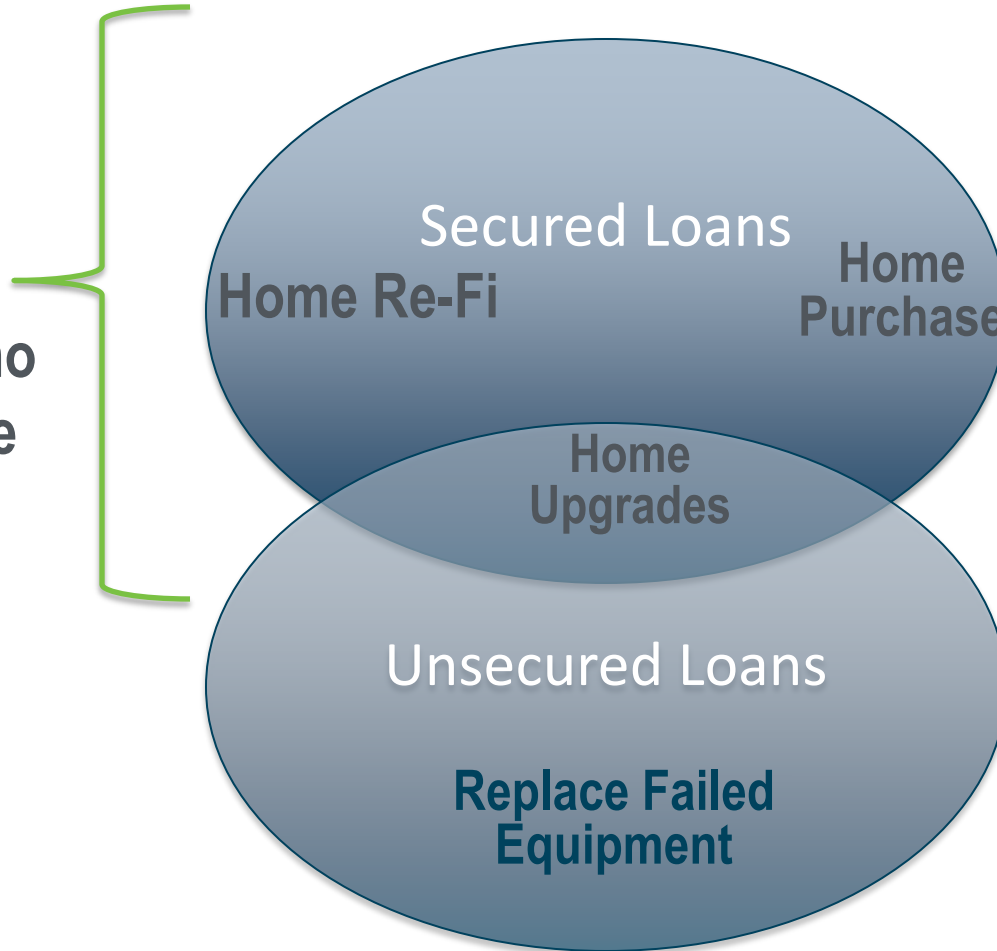 Secured Loans
Home Re-Fi
Home
Purchase
Home
Upgrades
Unsecured Loans
Replace Failed
Equipment